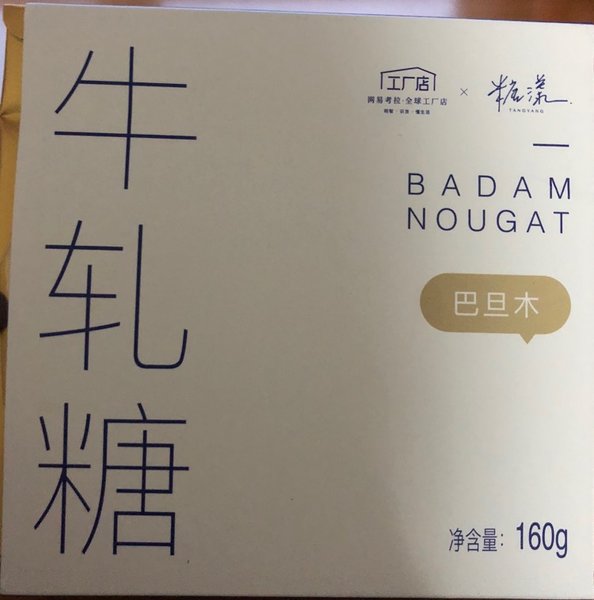 牛轧糖
工厂店
网易考拉·全球工厂店
×
糖漾
TANGYANG
BADAM
NOUGAT
巴旦木
净含量：160g